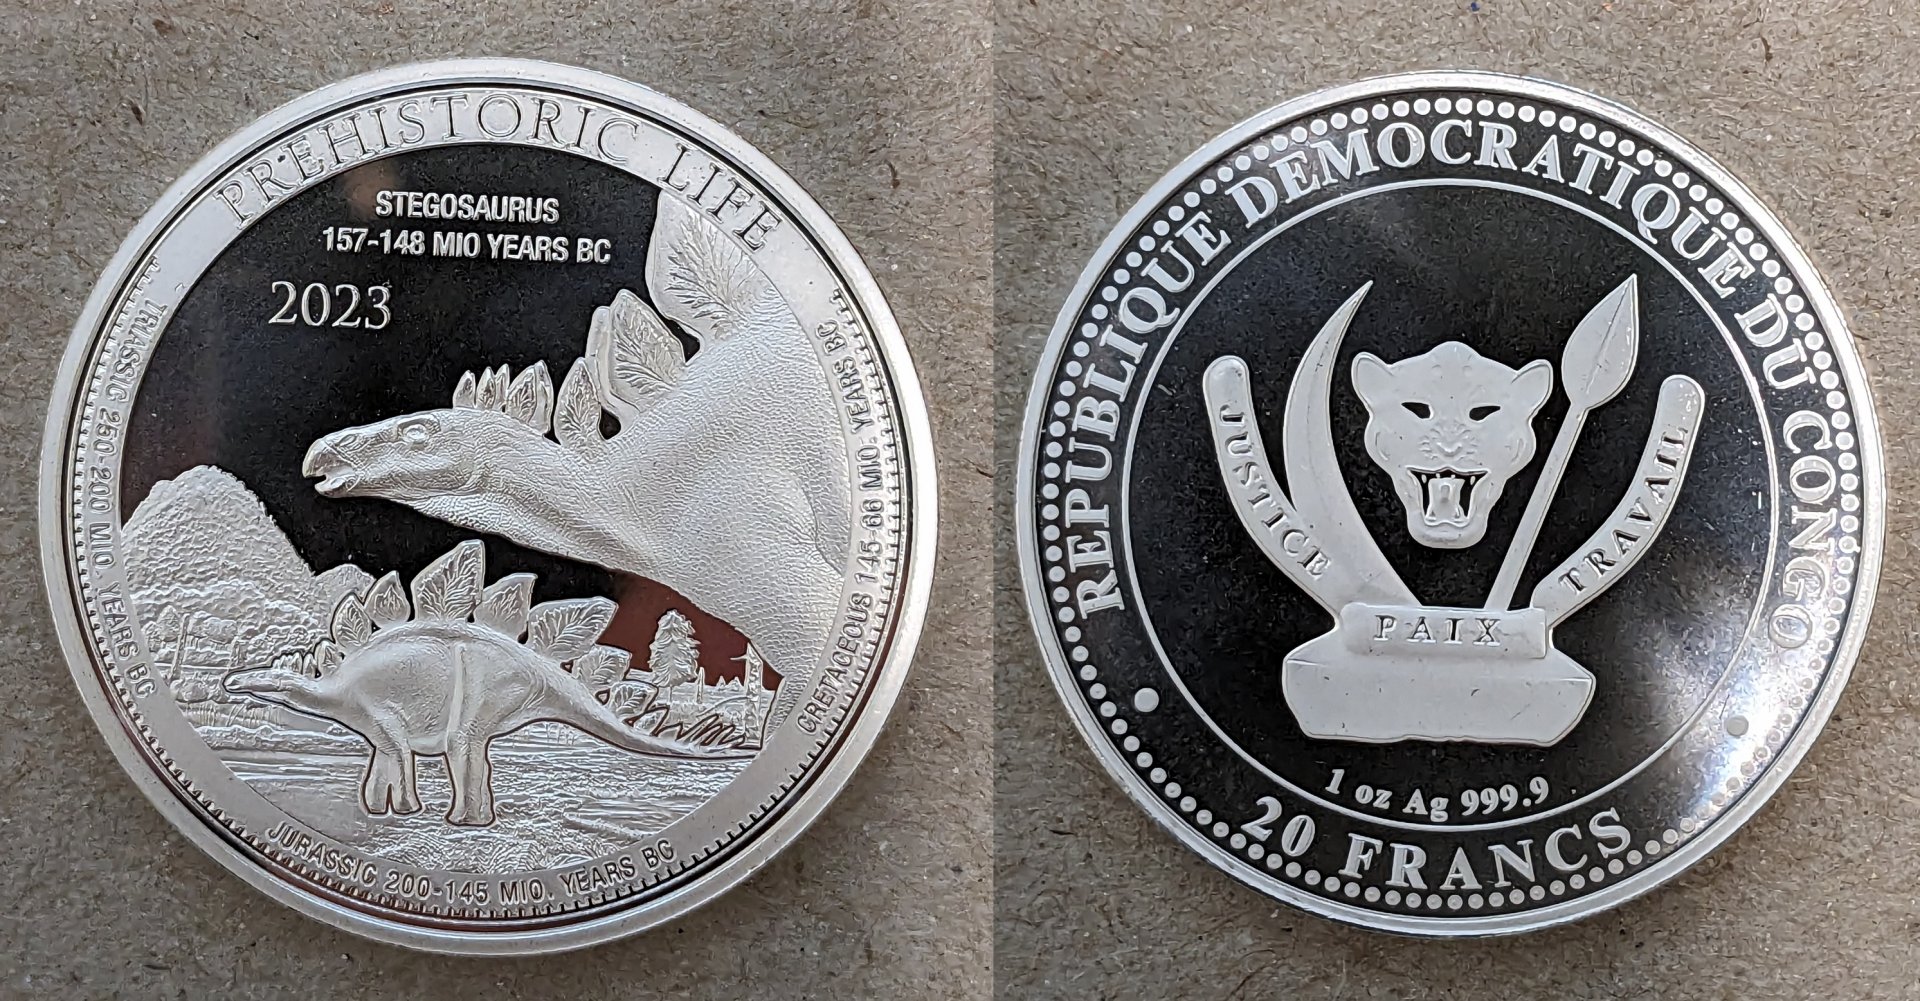 PREHISTORIC LIFE
STEGOSAURUS
157-148 MIO YEARS BC
2023
TRIASSIC 250-200 MIO. YEARS BC
JURASSIC 200-145 MIO. YEARS BC
CRETACEOUS 145-66 MIO. YEARS BC
REPUBLIQUE DEMOCRATIQUE DU CONGO
JUSTICE
PAIX
TRAVAIL
1 oz Ag 999.9
20 FRANCS